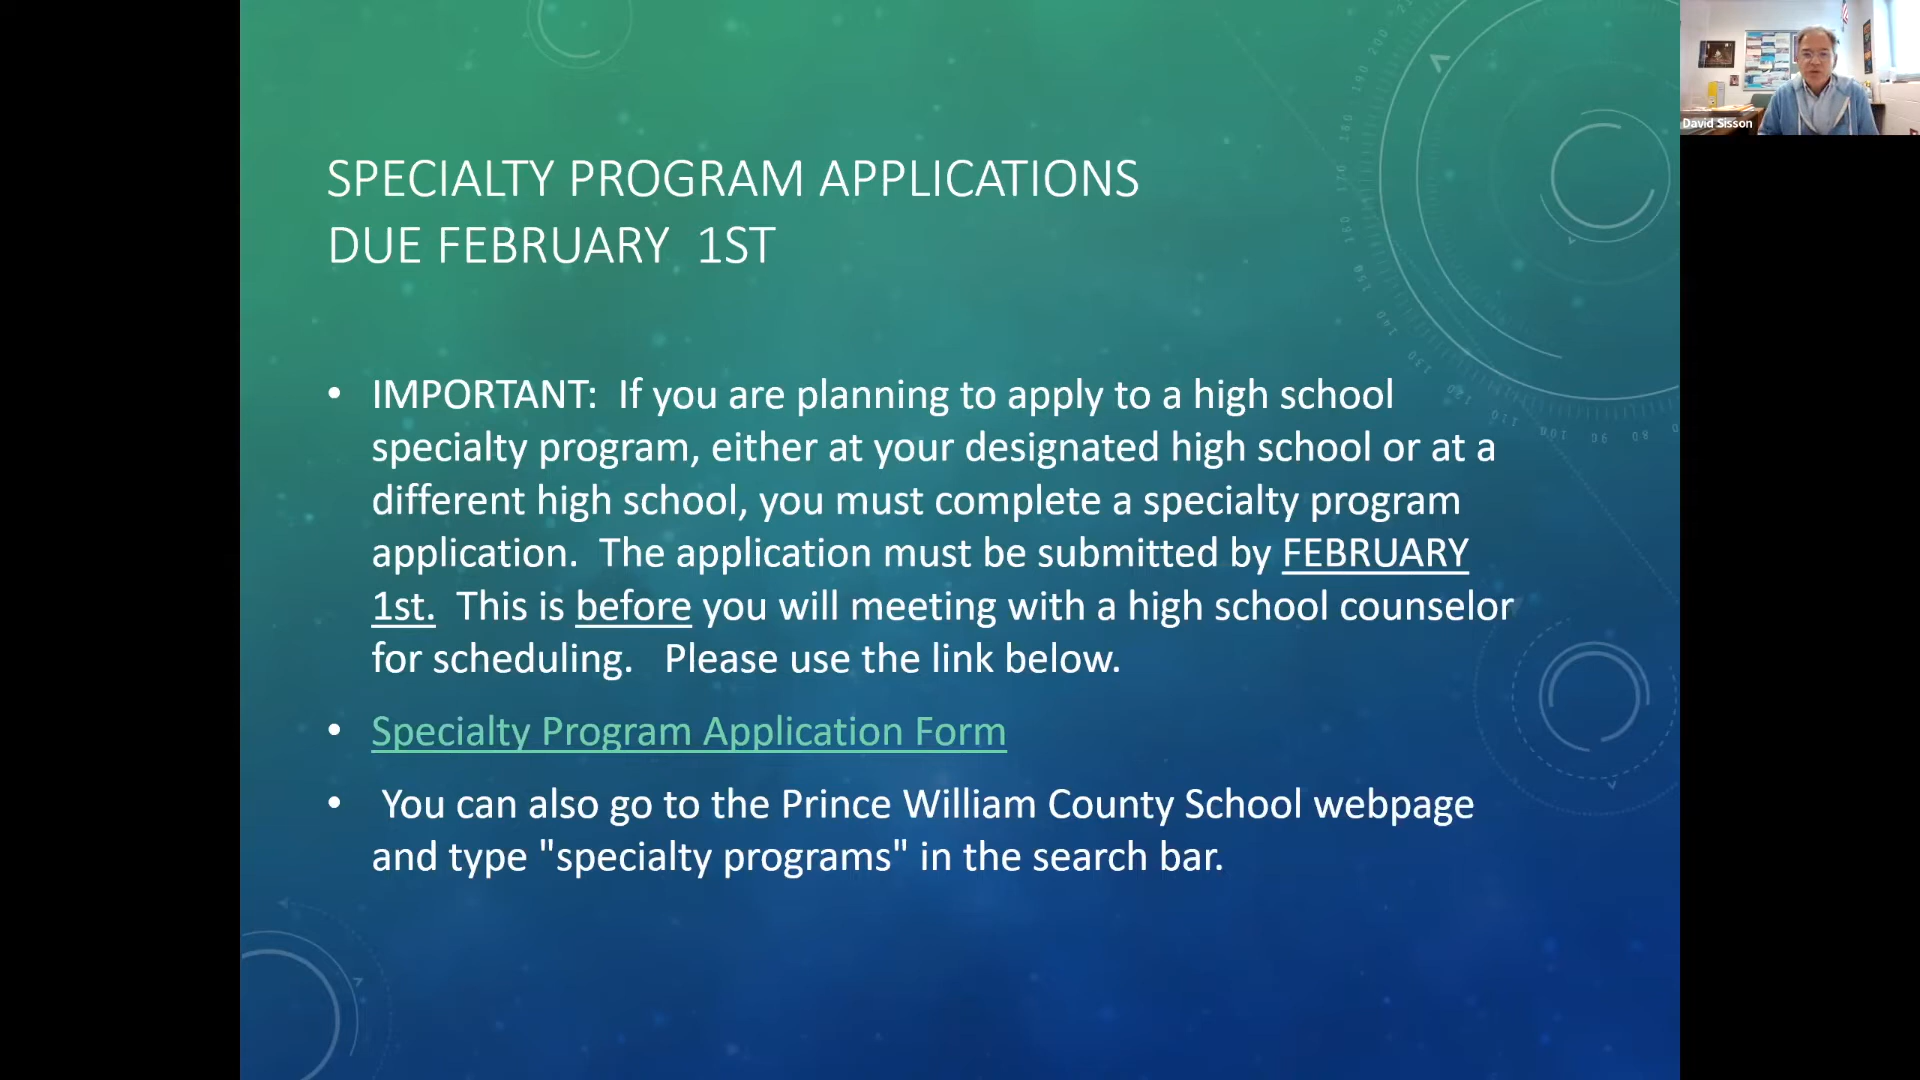 SPECIALTY PROGRAM APPLICATIONS
DUE FEBRUARY 1ST
• IMPORTANT: If you are planning to apply to a high school
specialty program, either at your designated high school or at a
different high school, you must complete a specialty program
application. The application must be submitted by FEBRUARY
1st. This is before you will meeting with a high school counselor
for scheduling. Please use the link below.
• Specialty Program Application Form
• You can also go to the Prince William County School webpage
and type "specialty programs" in the search bar.
David Sisson